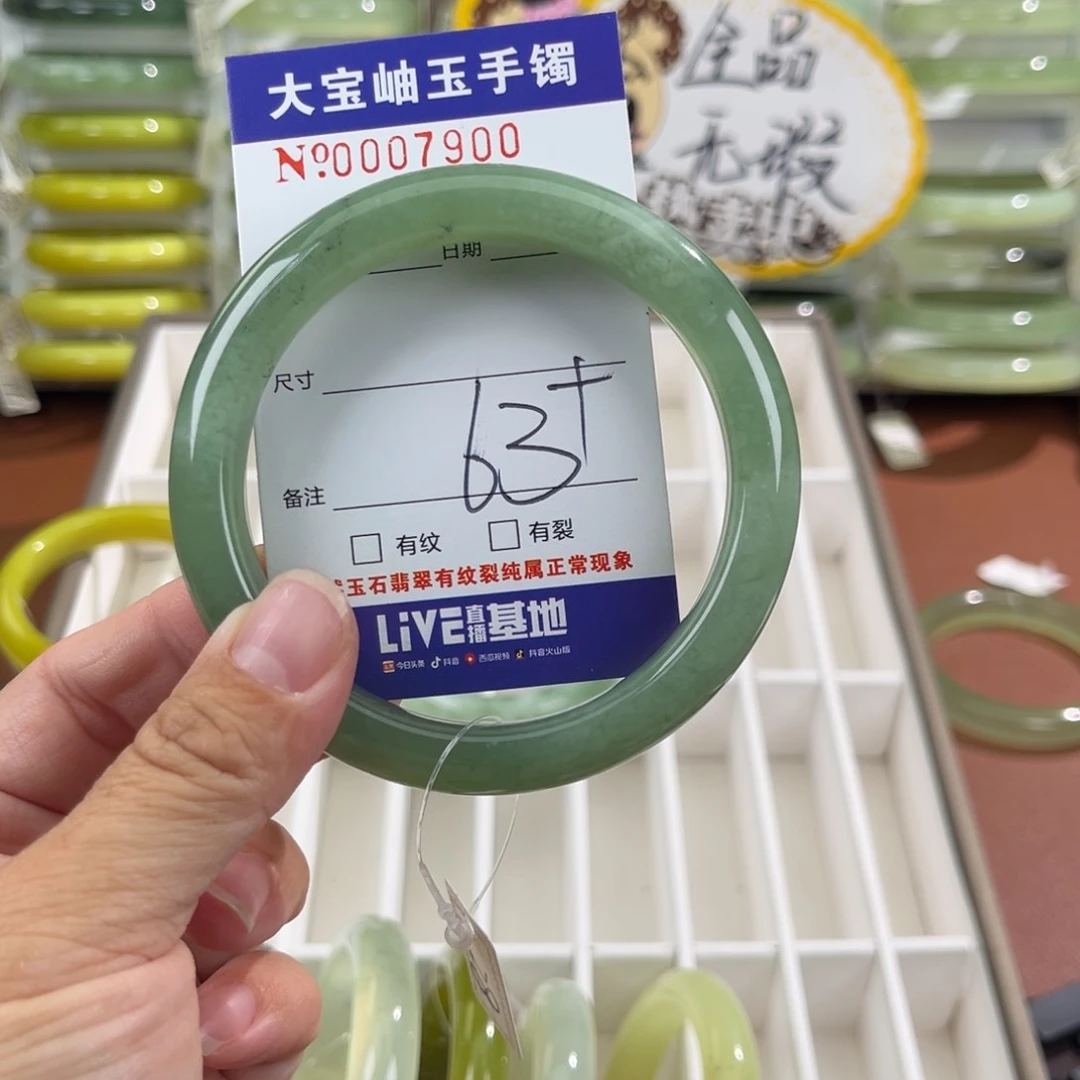 大宝岫玉手镯
№:0007900
日期
尺寸
63+
备注
有纹
有裂
玉石翡翠有纹裂纯属正常现象
LiVE直播基地
今日头条 抖音 西瓜视频 抖音火山版
全品
无瑕